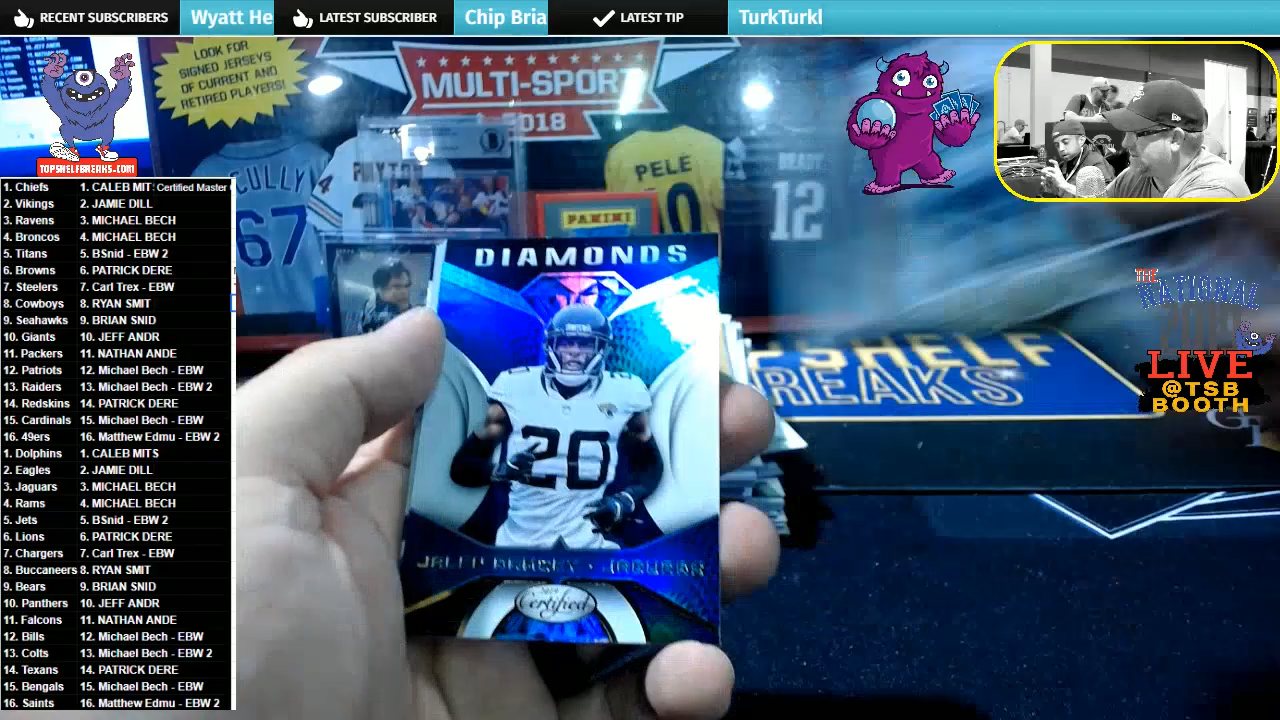 RECENT SUBSCRIBERS
Wyatt He
LATEST SUBSCRIBER
Chip Bria
LATEST TIP
TurkTurkl
LOOK FOR
SIGNED JERSEYS
OF CURRENT AND
RETIRED PLAYERS!
MULTI-SPORT
2018
TOPSHELFBREAKS.COM
CULLY
67
4
PELE
12
PANINI
1. Chiefs 1. CALEB MIT: Certified Master
2. Vikings 2. JAMIE DILL
3. Ravens 3. MICHAEL BECH
4. Broncos 4. MICHAEL BECH
5. Titans 5. BSnid - EBW 2
6. Browns 6. PATRICK DERE
7. Steelers 7. Carl Trex - EBW
8. Cowboys 8. RYAN SMIT
9. Seahawks 9. BRIAN SNID
10. Giants 10. JEFF ANDR
11. Packers 11. NATHAN ANDE
12. Patriots 12. Michael Bech - EBW
13. Raiders 13. Michael Bech - EBW 2
14. Redskins 14. PATRICK DERE
15. Cardinals 15. Michael Bech - EBW
16. 49ers 16. Matthew Edmu - EBW 2
1. Dolphins 1. CALEB MITS
2. Eagles 2. JAMIE DILL
3. Jaguars 3. MICHAEL BECH
4. Rams 4. MICHAEL BECH
5. Jets 5. BSnid - EBW 2
6. Lions 6. PATRICK DERE
7. Chargers 7. Carl Trex - EBW
8. Buccaneers 8. RYAN SMIT
9. Bears 9. BRIAN SNID
10. Panthers 10. JEFF ANDR
11. Falcons 11. NATHAN ANDE
12. Bills 12. Michael Bech - EBW
13. Colts 13. Michael Bech - EBW 2
14. Texans 14. PATRICK DERE
15. Bengals 15. Michael Bech - EBW
16. Saints 16. Matthew Edmu - EBW 2
DIAMONDS
20
JALEN RAMSEY • JAGUARS
Certified
PSHELF
REAKS
THE
NATIONAL
LIVE
@TSB
BOOTH